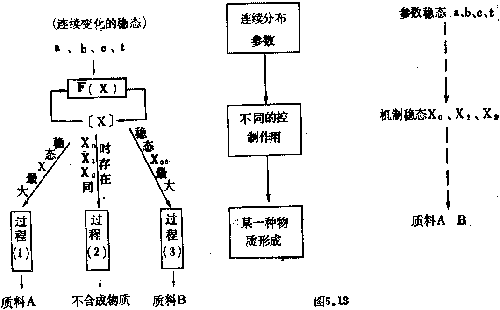 (连续变化的稳态)
a、b、c、t
F(X)
[X]
稳态X最大
X₀X₂X₃同时存在
稳态X₀₀最大
过程(1)
过程(2)
过程(3)
质料A
不合成物质
质料B
连续分布
参数
不同的控
制作用
某一种物
质形成
图5.13
参数稳态 a、b、c、t
机制稳态X₀、X₂、X₃
质料A B